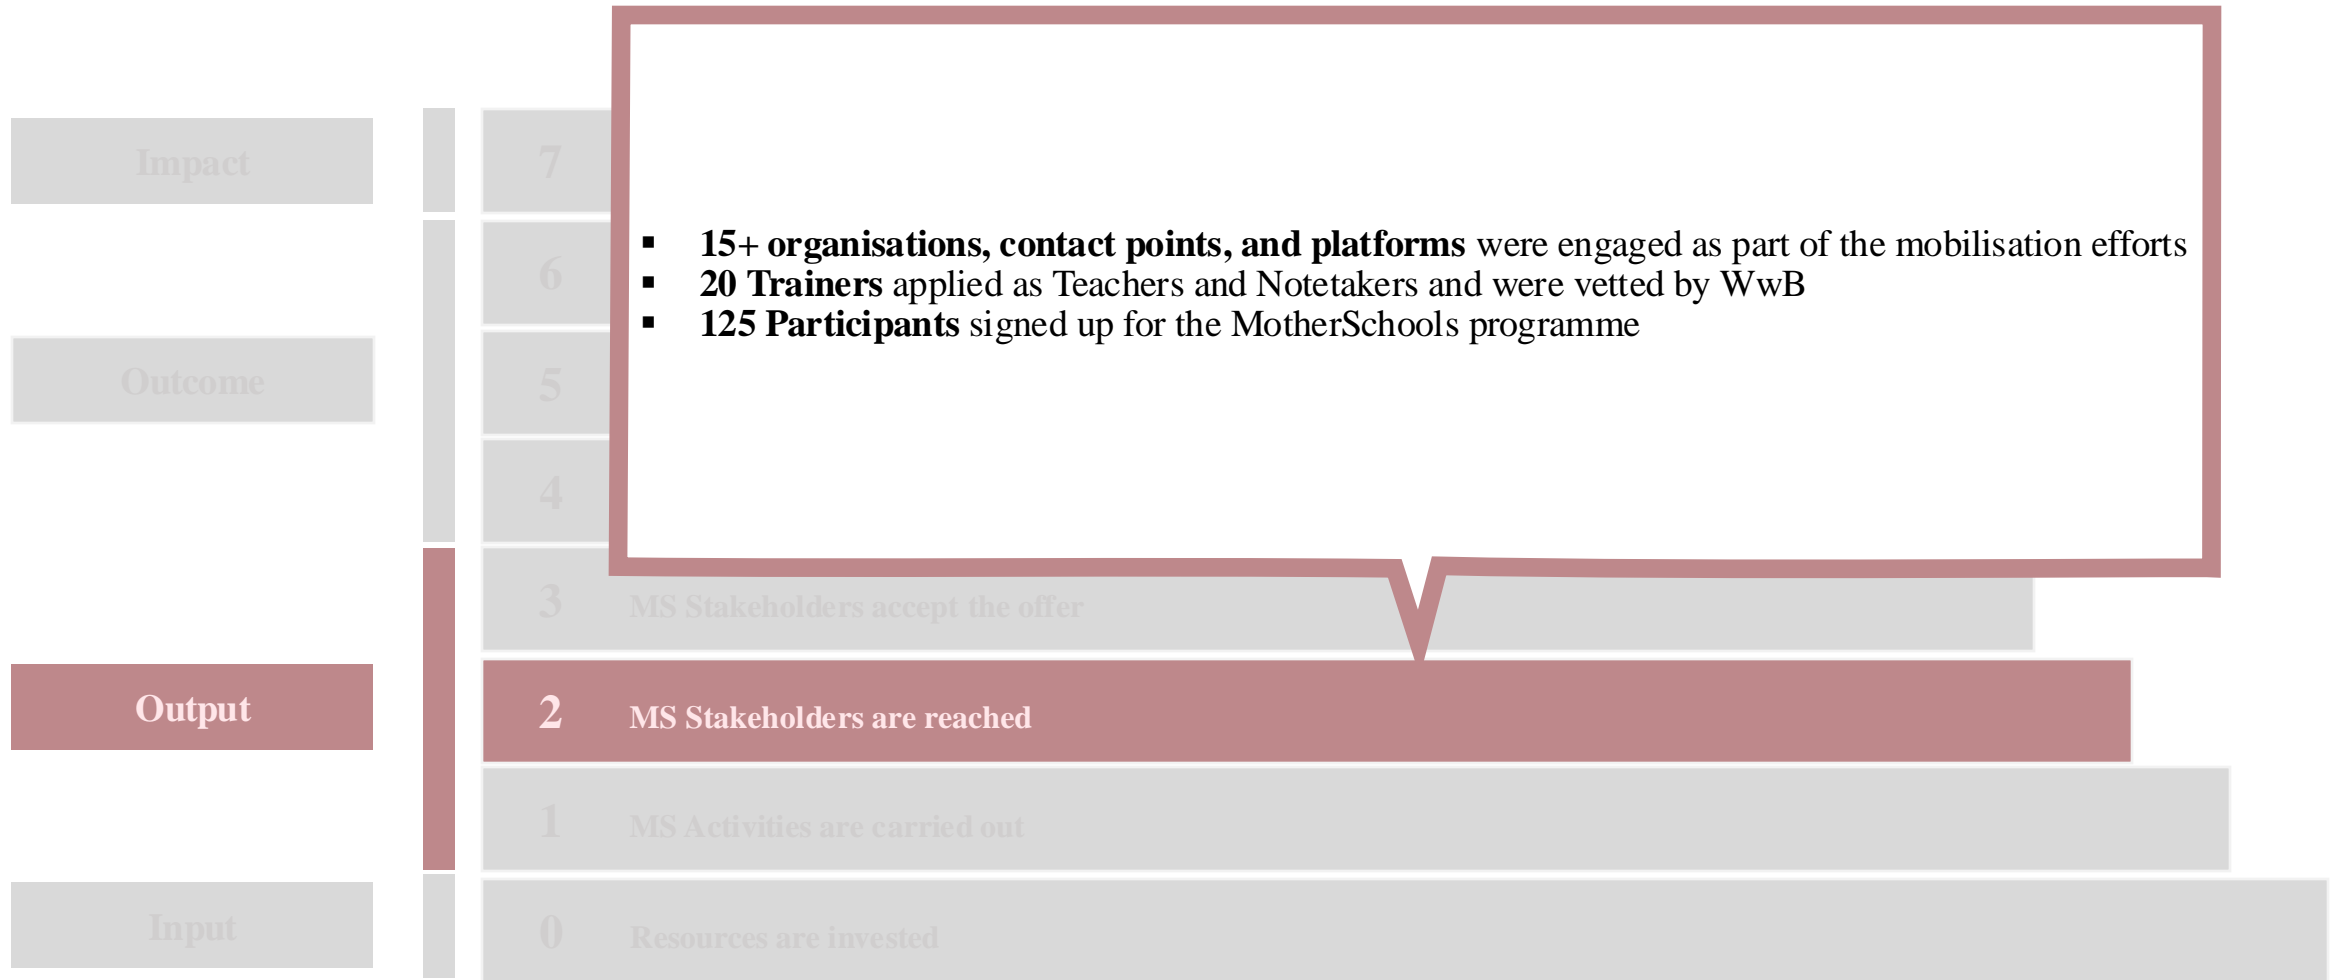 ▪ 15+ organisations, contact points, and platforms were engaged as part of the mobilisation efforts
▪ 20 Trainers applied as Teachers and Notetakers and were vetted by WwB
▪ 125 Participants signed up for the MotherSchools programme
Impact
7
6
Outcome
5
4
3 MS Stakeholders accept the offer
Output
2 MS Stakeholders are reached
1 MS Activities are carried out
Input
0 Resources are invested